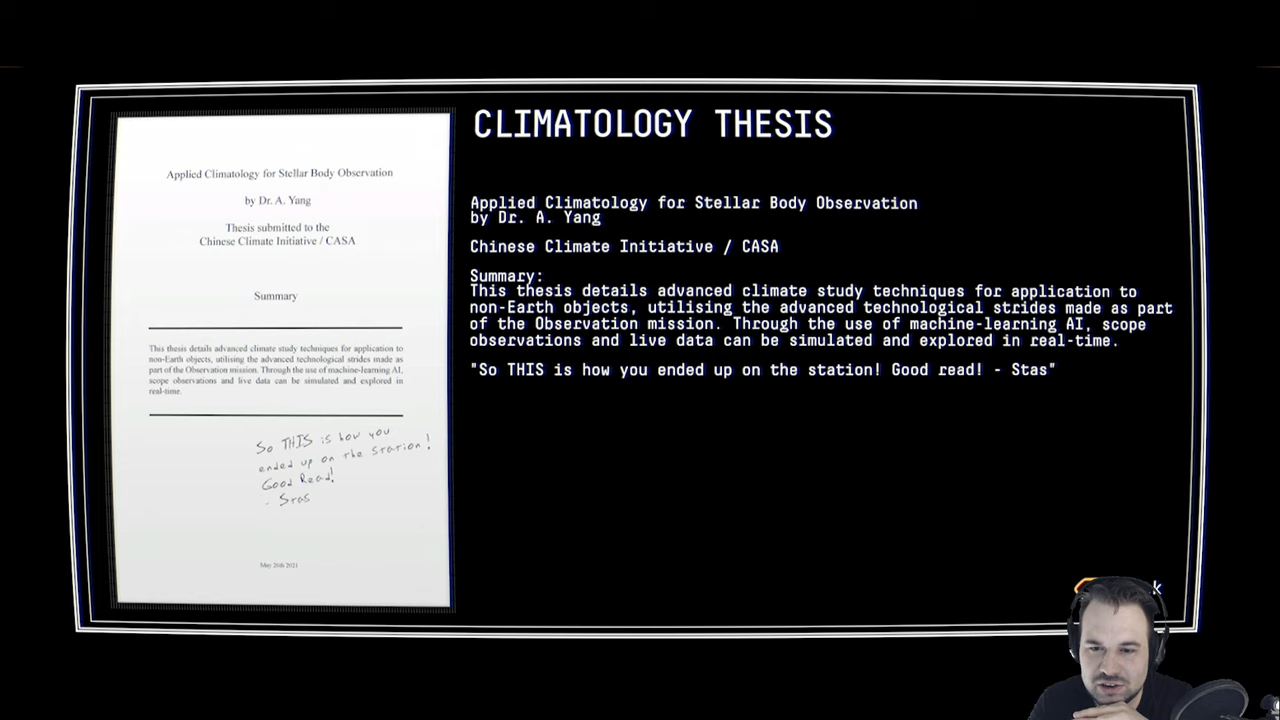 Applied Climatology for Stellar Body Observation
by Dr. A. Yang
Thesis submitted to the
Chinese Climate Initiative / CASA
Summary
This thesis details advanced climate study techniques for application to
non-Earth objects, utilising the advanced technological strides made as
part of the Observation mission. Through the use of machine-learning AI,
scope observations and live data can be simulated and explored in
real-time.
So THIS is how you
ended up on the station!
Good Read!
- Stas
May 26th 2021
CLIMATOLOGY THESIS
Applied Climatology for Stellar Body Observation
by Dr. A. Yang
Chinese Climate Initiative / CASA
Summary:
This thesis details advanced climate study techniques for application to
non-Earth objects, utilising the advanced technological strides made as part
of the Observation mission. Through the use of machine-learning AI, scope
observations and live data can be simulated and explored in real-time.
"So THIS is how you ended up on the station! Good read! - Stas"